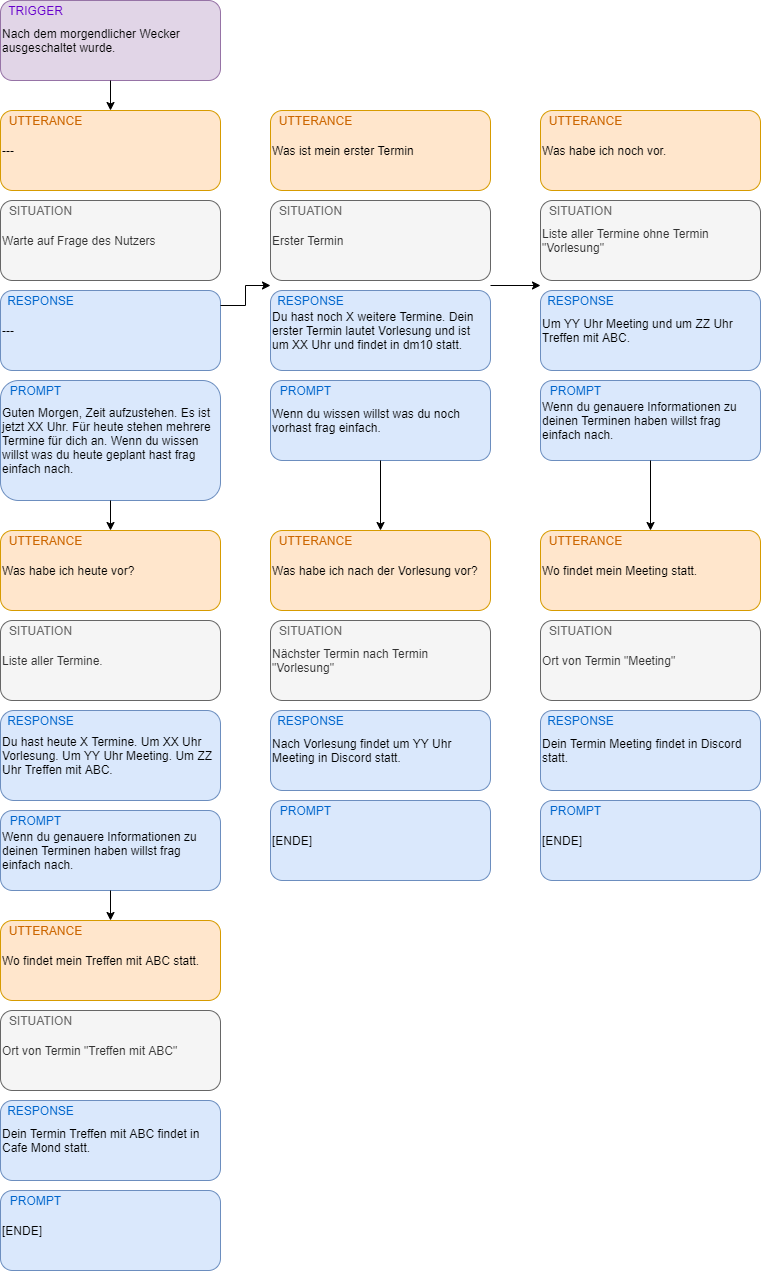 TRIGGER
Nach dem morgendlicher Wecker
ausgeschaltet wurde.
UTTERANCE
---
SITUATION
Warte auf Frage des Nutzers
RESPONSE
---
PROMPT
Guten Morgen, Zeit aufzustehen. Es ist
jetzt XX Uhr. Für heute stehen mehrere
Termine für dich an. Wenn du wissen
willst was du heute geplant hast frag
einfach nach.
UTTERANCE
Was ist mein erster Termin
SITUATION
Erster Termin
RESPONSE
Du hast noch X weitere Termine. Dein
erster Termin lautet Vorlesung und ist
um XX Uhr und findet in dm10 statt.
PROMPT
Wenn du wissen willst was du noch
vorhast frag einfach.
UTTERANCE
Was habe ich noch vor.
SITUATION
Liste aller Termine ohne Termin
"Vorlesung"
RESPONSE
Um YY Uhr Meeting und um ZZ Uhr
Treffen mit ABC.
PROMPT
Wenn du genauere Informationen zu
deinen Terminen haben willst frag
einfach nach.
UTTERANCE
Was habe ich heute vor?
SITUATION
Liste aller Termine.
RESPONSE
Du hast heute X Termine. Um XX Uhr
Vorlesung. Um YY Uhr Meeting. Um ZZ
Uhr Treffen mit ABC.
PROMPT
Wenn du genauere Informationen zu
deinen Terminen haben willst frag
einfach nach.
UTTERANCE
Was habe ich nach der Vorlesung vor?
SITUATION
Nächster Termin nach Termin
"Vorlesung"
RESPONSE
Nach Vorlesung findet um YY Uhr
Meeting in Discord statt.
PROMPT
[ENDE]
UTTERANCE
Wo findet mein Meeting statt.
SITUATION
Ort von Termin "Meeting"
RESPONSE
Dein Termin Meeting findet in Discord
statt.
PROMPT
[ENDE]
UTTERANCE
Wo findet mein Treffen mit ABC statt.
SITUATION
Ort von Termin "Treffen mit ABC"
RESPONSE
Dein Termin Treffen mit ABC findet in
Cafe Mond statt.
PROMPT
[ENDE]